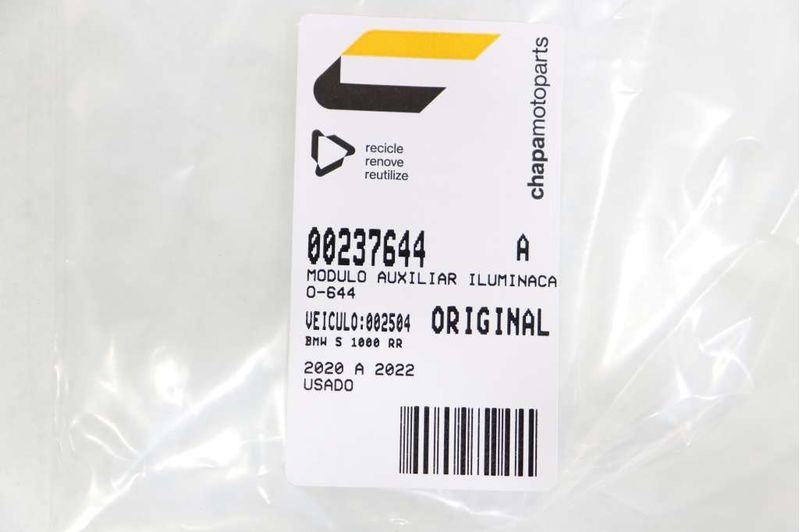 chapamotoparts
recicle
renove
reutilize
00237644 A
MODULO AUXILIAR ILUMINACA
O-644
VEICULO:002504 ORIGINAL
BMW S 1000 RR
2020 A 2022
USADO